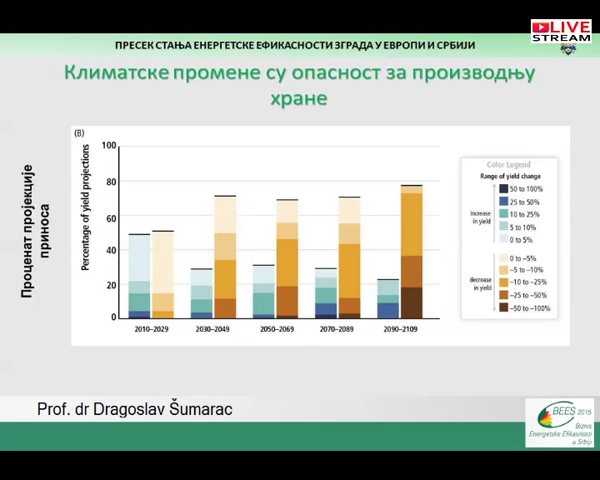 LIVE
STREAM
ПРЕСЕК СТАЊА ЕНЕРГЕТСКЕ ЕФИКАСНОСТИ ЗГРАДА У ЕВРОПИ И СРБИЈИ
Климатске промене су опасност за производњу
хране
Проценат пројекције
приноса
(B)
Percentage of yield projections
100
80
60
40
20
0
2010–2029
2030–2049
2050–2069
2070–2089
2090–2109
Color Legend
Range of yield change
increase
in yield
50 to 100%
25 to 50%
10 to 25%
5 to 10%
0 to 5%
decrease
in yield
0 to –5%
–5 to –10%
–10 to –25%
–25 to –50%
–50 to –100%
Prof. dr Dragoslav Šumarac
BEES 2015
Biznis
Energetske Efikasnosti
u Srbiji